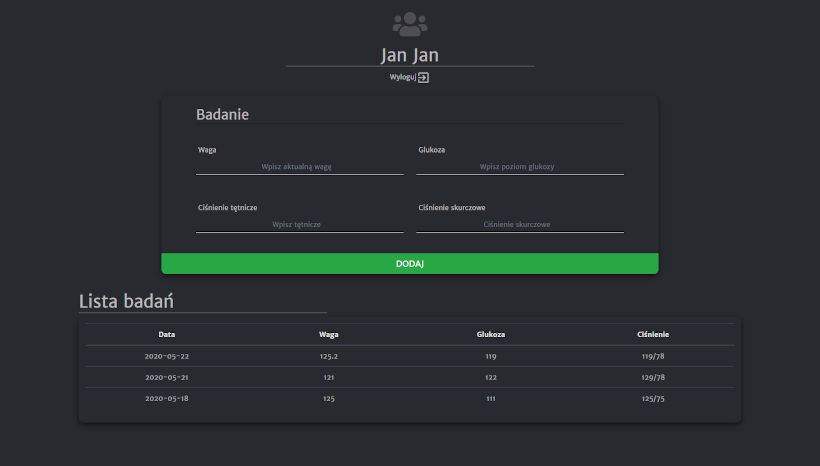 Jan Jan
Wyloguj
Badanie
Waga Glukoza
Wpisz aktualną wagę Wpisz poziom glukozy
Ciśnienie tętnicze Ciśnienie skurczowe
Wpisz tętnicze Ciśnienie skurczowe
DODAJ
Lista badań
Data Waga Glukoza Ciśnienie
2020-05-22 125.2 119 119/78
2020-05-21 121 122 129/78
2020-05-18 125 111 125/75